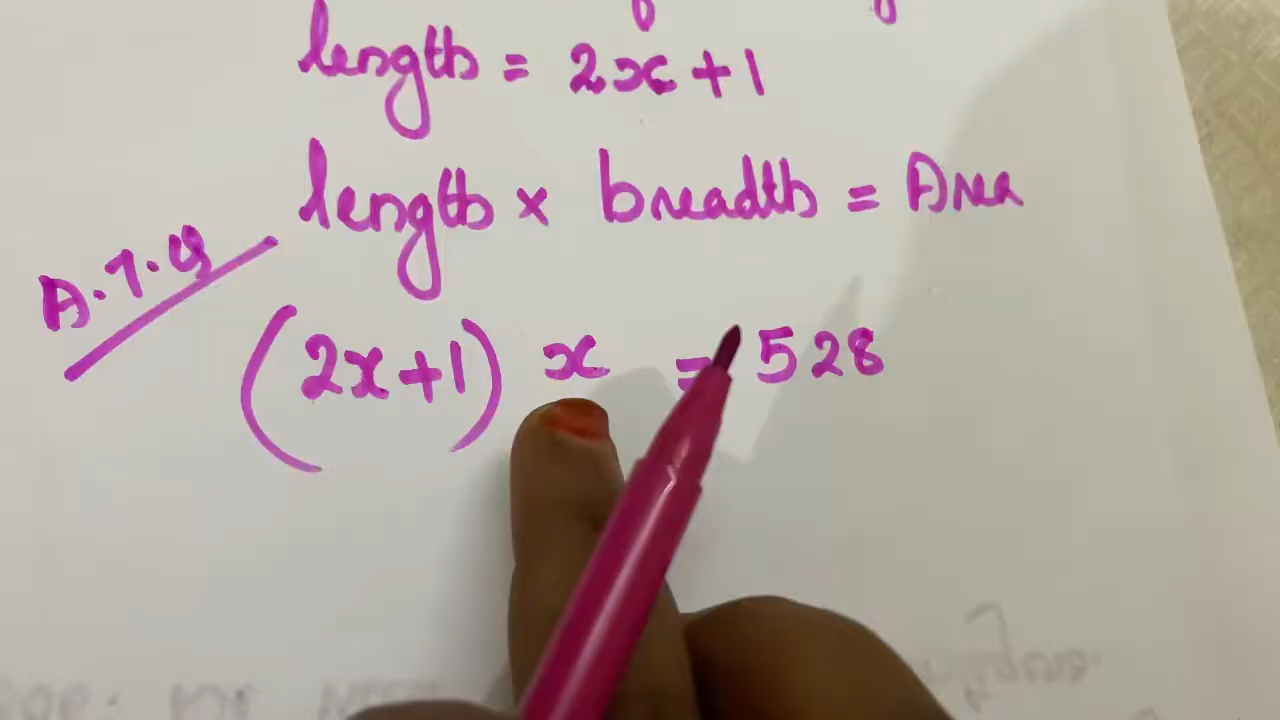 length = 2x+1
length × breadth = Area
A.T.Q
(2x+1) x = 528